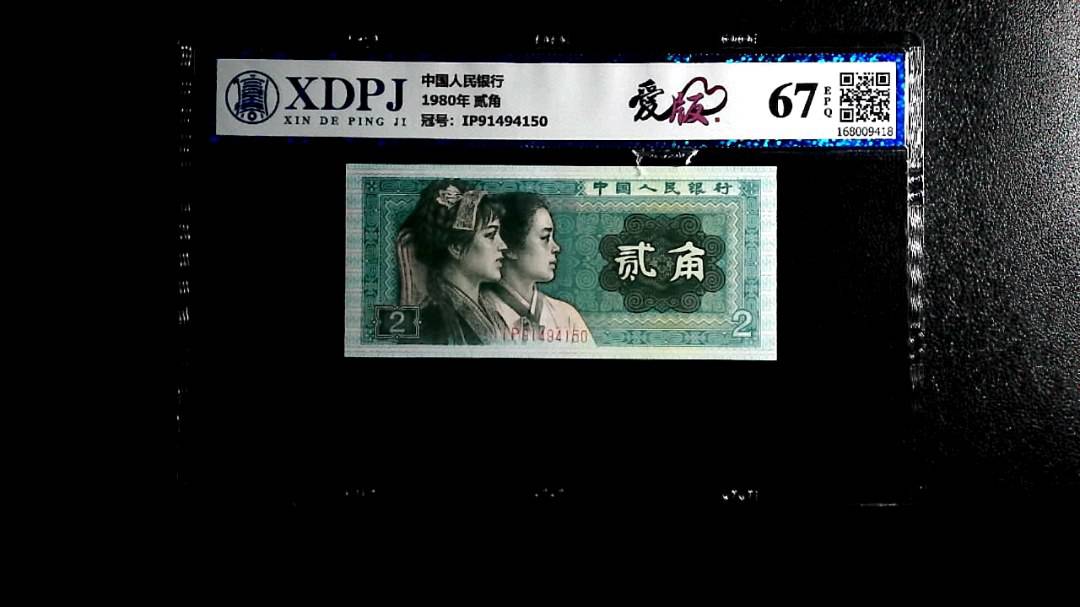 XDPJ
XIN DE PING JI
中国人民银行
1980年 贰角
冠号：IP91494150
爱版
67
EPQ
168009418
中国人民银行
贰角
2
2
IP91494150